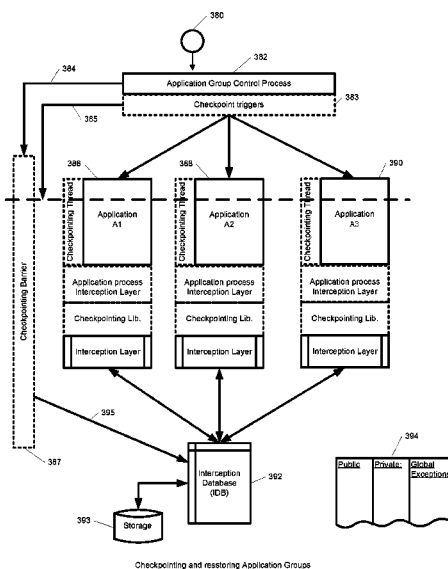 380
382
384
Application Group Control Process
383
Checkpoint triggers
385
386
388
390
Checkpointing Thread
Application
A1
Checkpointing Thread
Application
A2
Checkpointing Thread
Application
A3
Checkpointing Barrier
Application process
Interception Layer
Application process
Interception Layer
Application process
Interception Layer
Checkpointing Lib.
Checkpointing Lib.
Checkpointing Lib.
Interception Layer
Interception Layer
Interception Layer
395
394
387
Interception
Database
(IDB)
392
Public
Private:
Global
Exceptions
393
Storage
Checkpointing and resstoring Application Groups